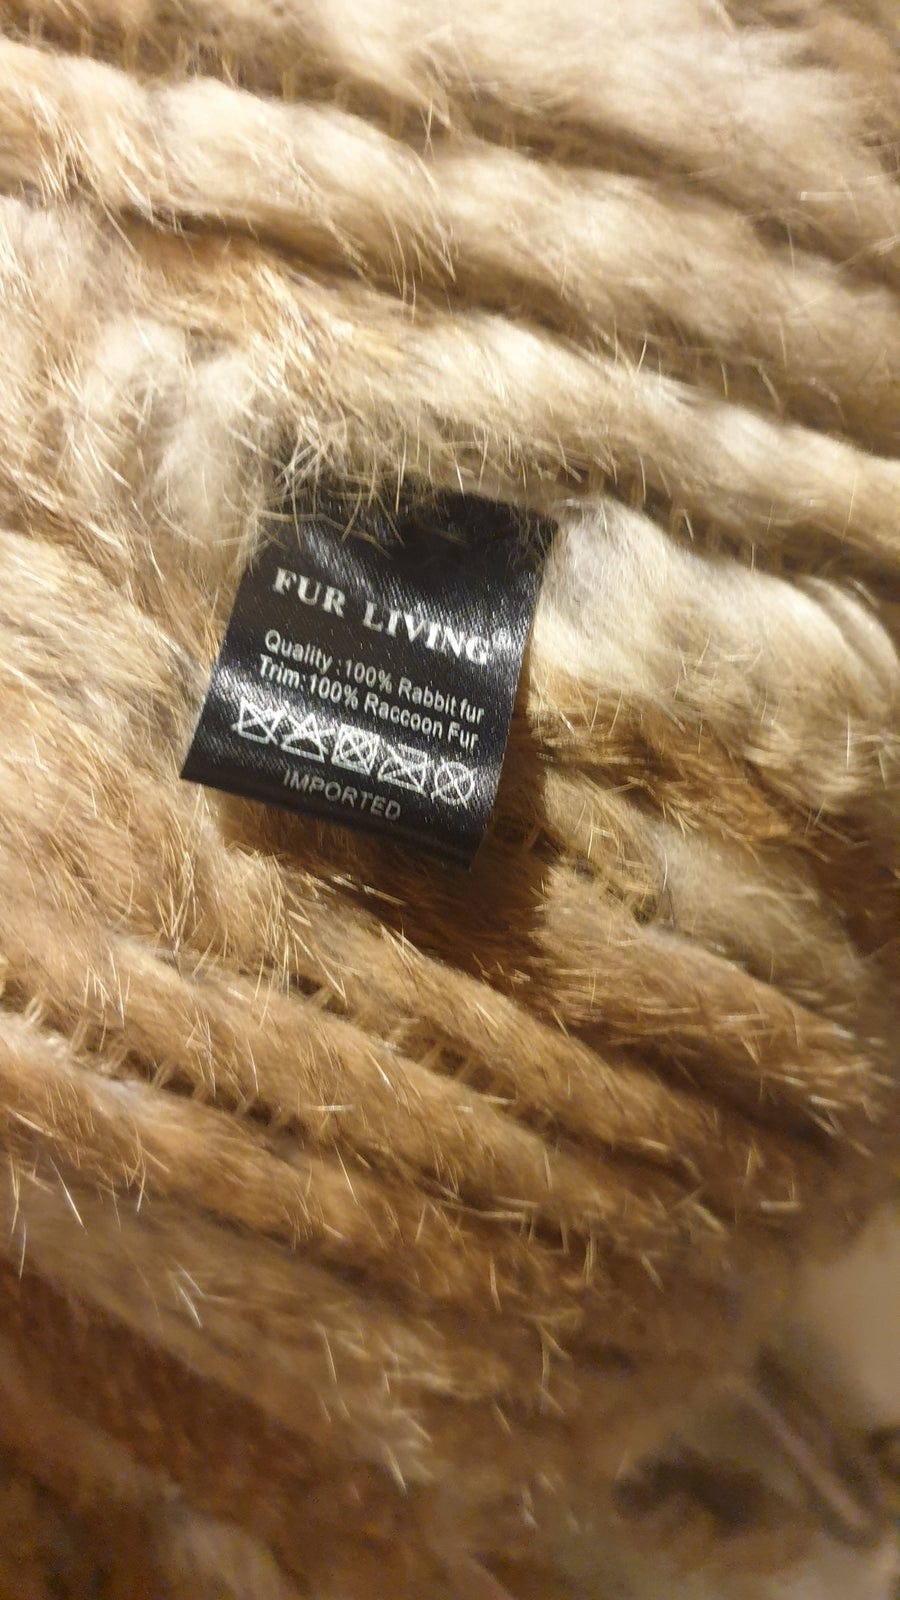 FUR LIVING®
Quality :100% Rabbit fur
Trim:100% Raccoon Fur
IMPORTED